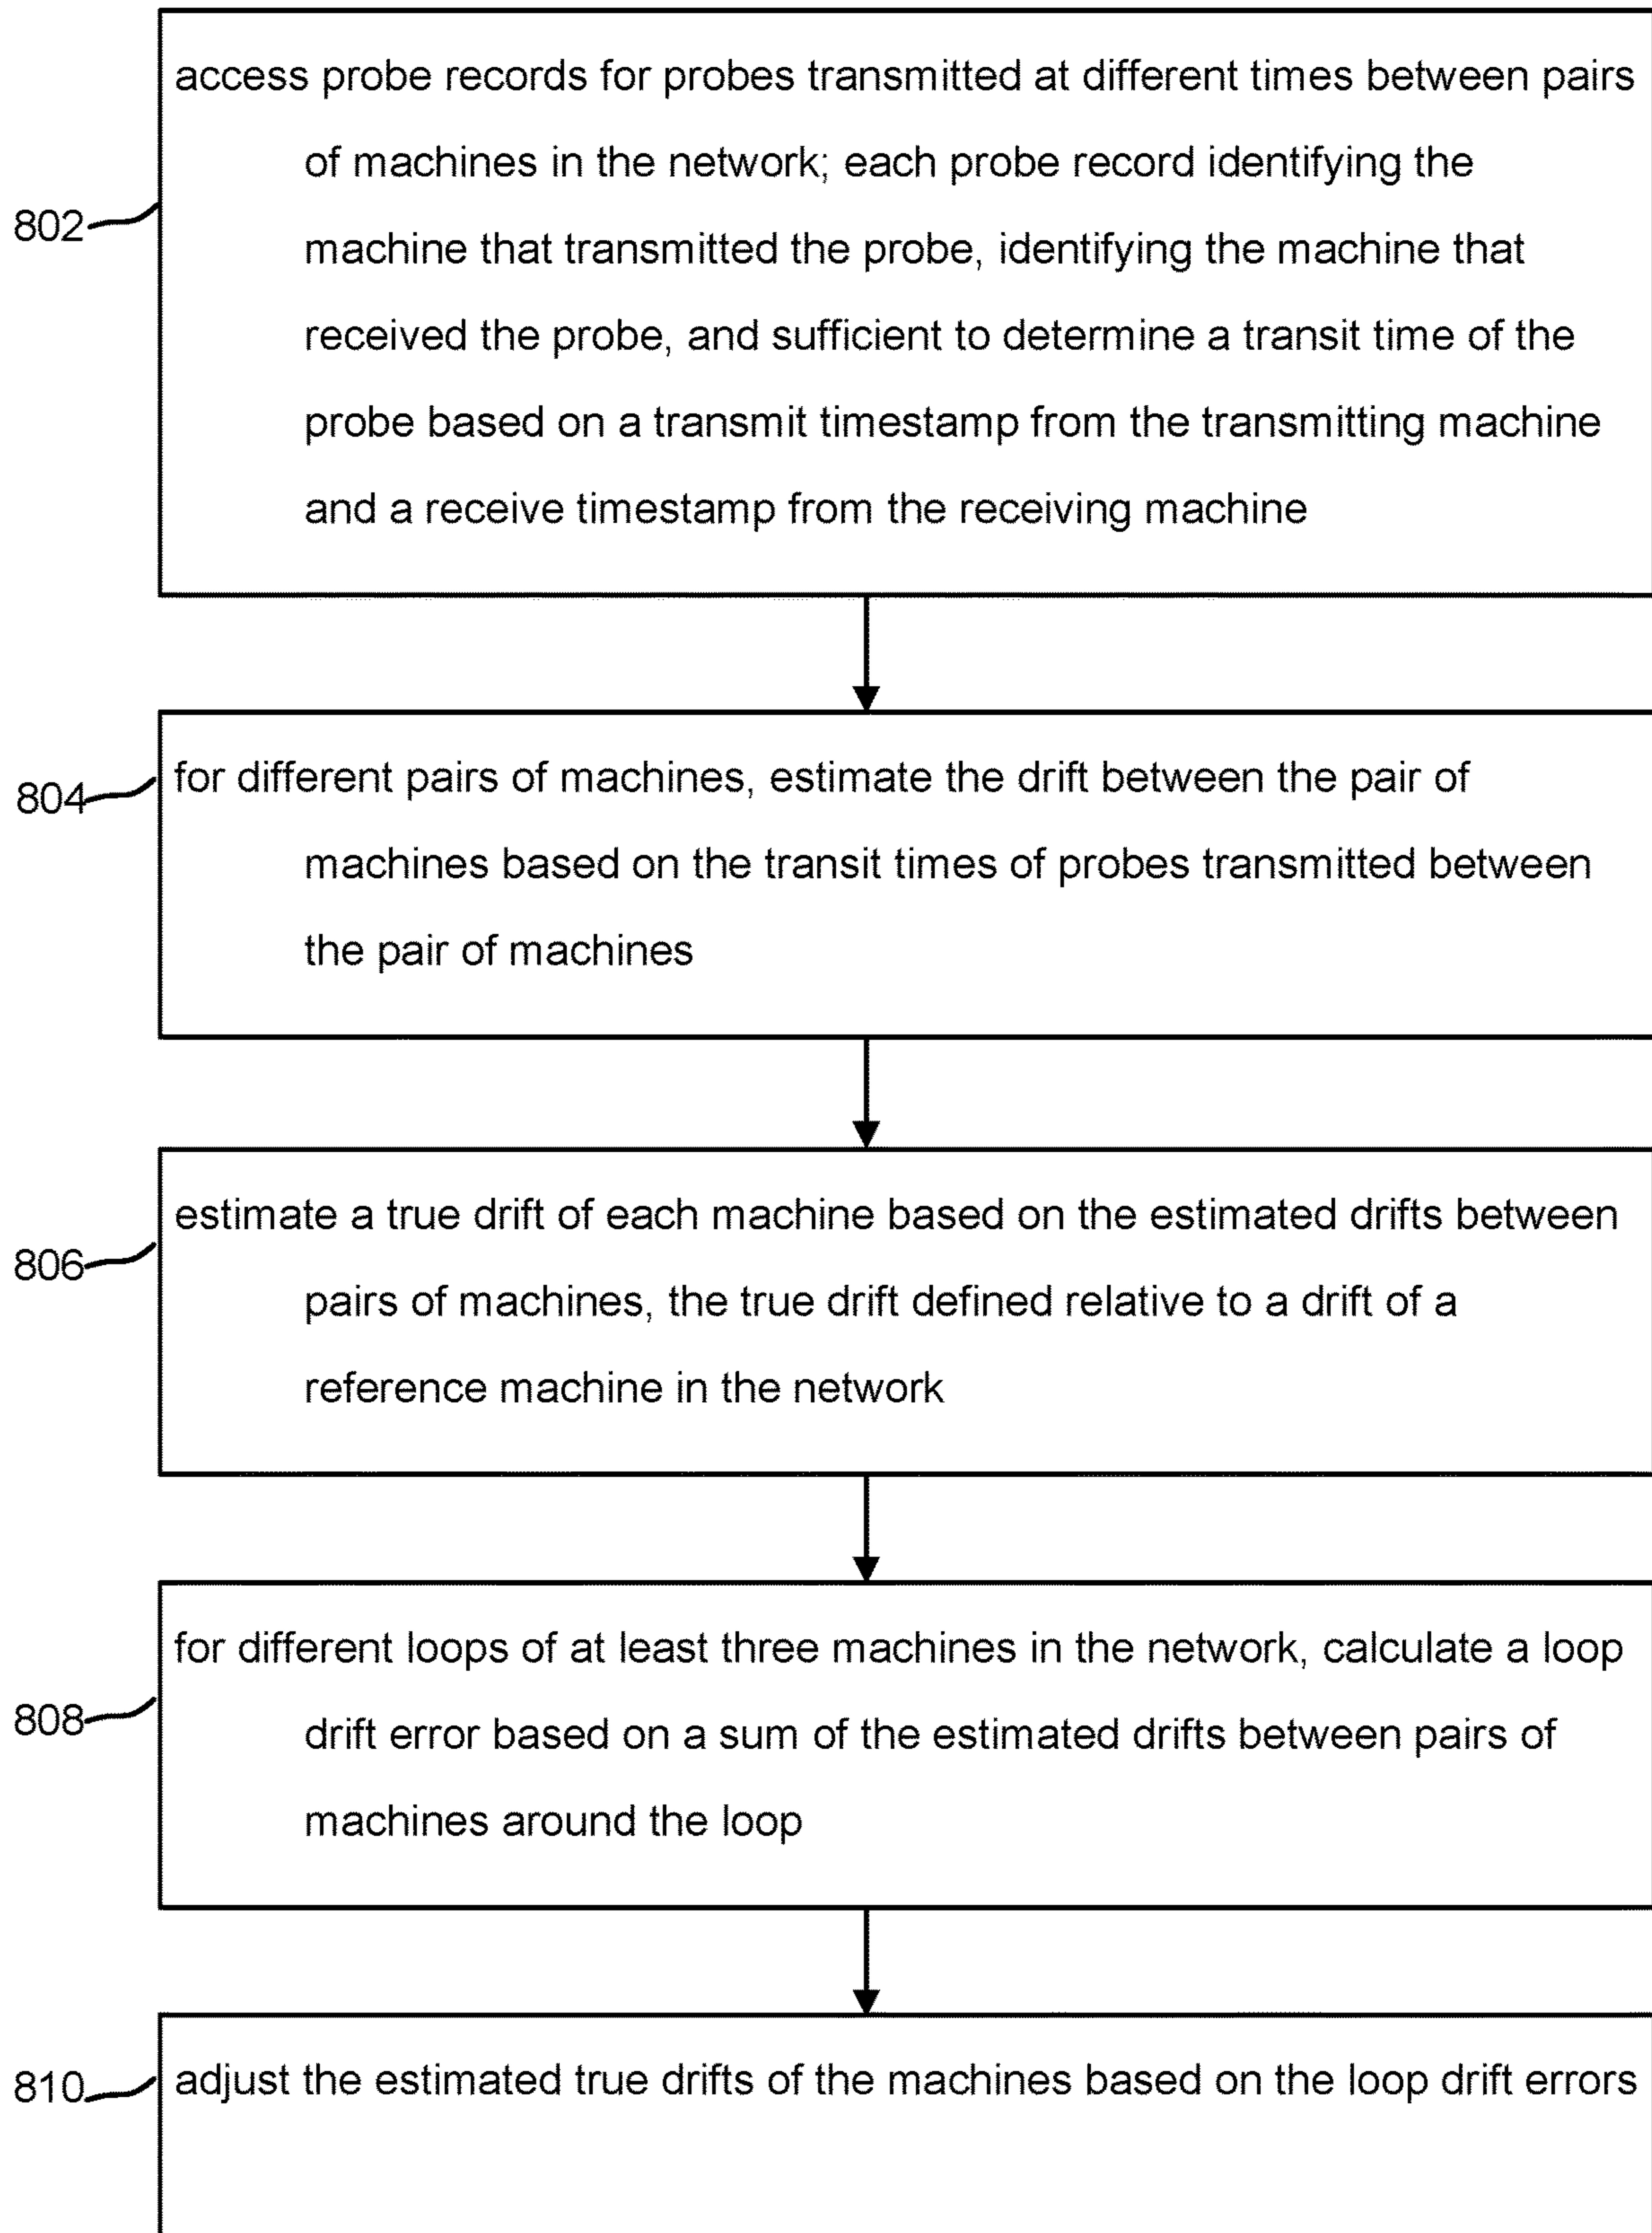 access probe records for probes transmitted at different times between pairs
of machines in the network; each probe record identifying the
802
machine that transmitted the probe, identifying the machine that
received the probe, and sufficient to determine a transit time of the
probe based on a transmit timestamp from the transmitting machine
and a receive timestamp from the receiving machine
804
for different pairs of machines, estimate the drift between the pair of
machines based on the transit times of probes transmitted between
the pair of machines
806
estimate a true drift of each machine based on the estimated drifts between
pairs of machines, the true drift defined relative to a drift of a
reference machine in the network
808
for different loops of at least three machines in the network, calculate a loop
drift error based on a sum of the estimated drifts between pairs of
machines around the loop
810
adjust the estimated true drifts of the machines based on the loop drift errors